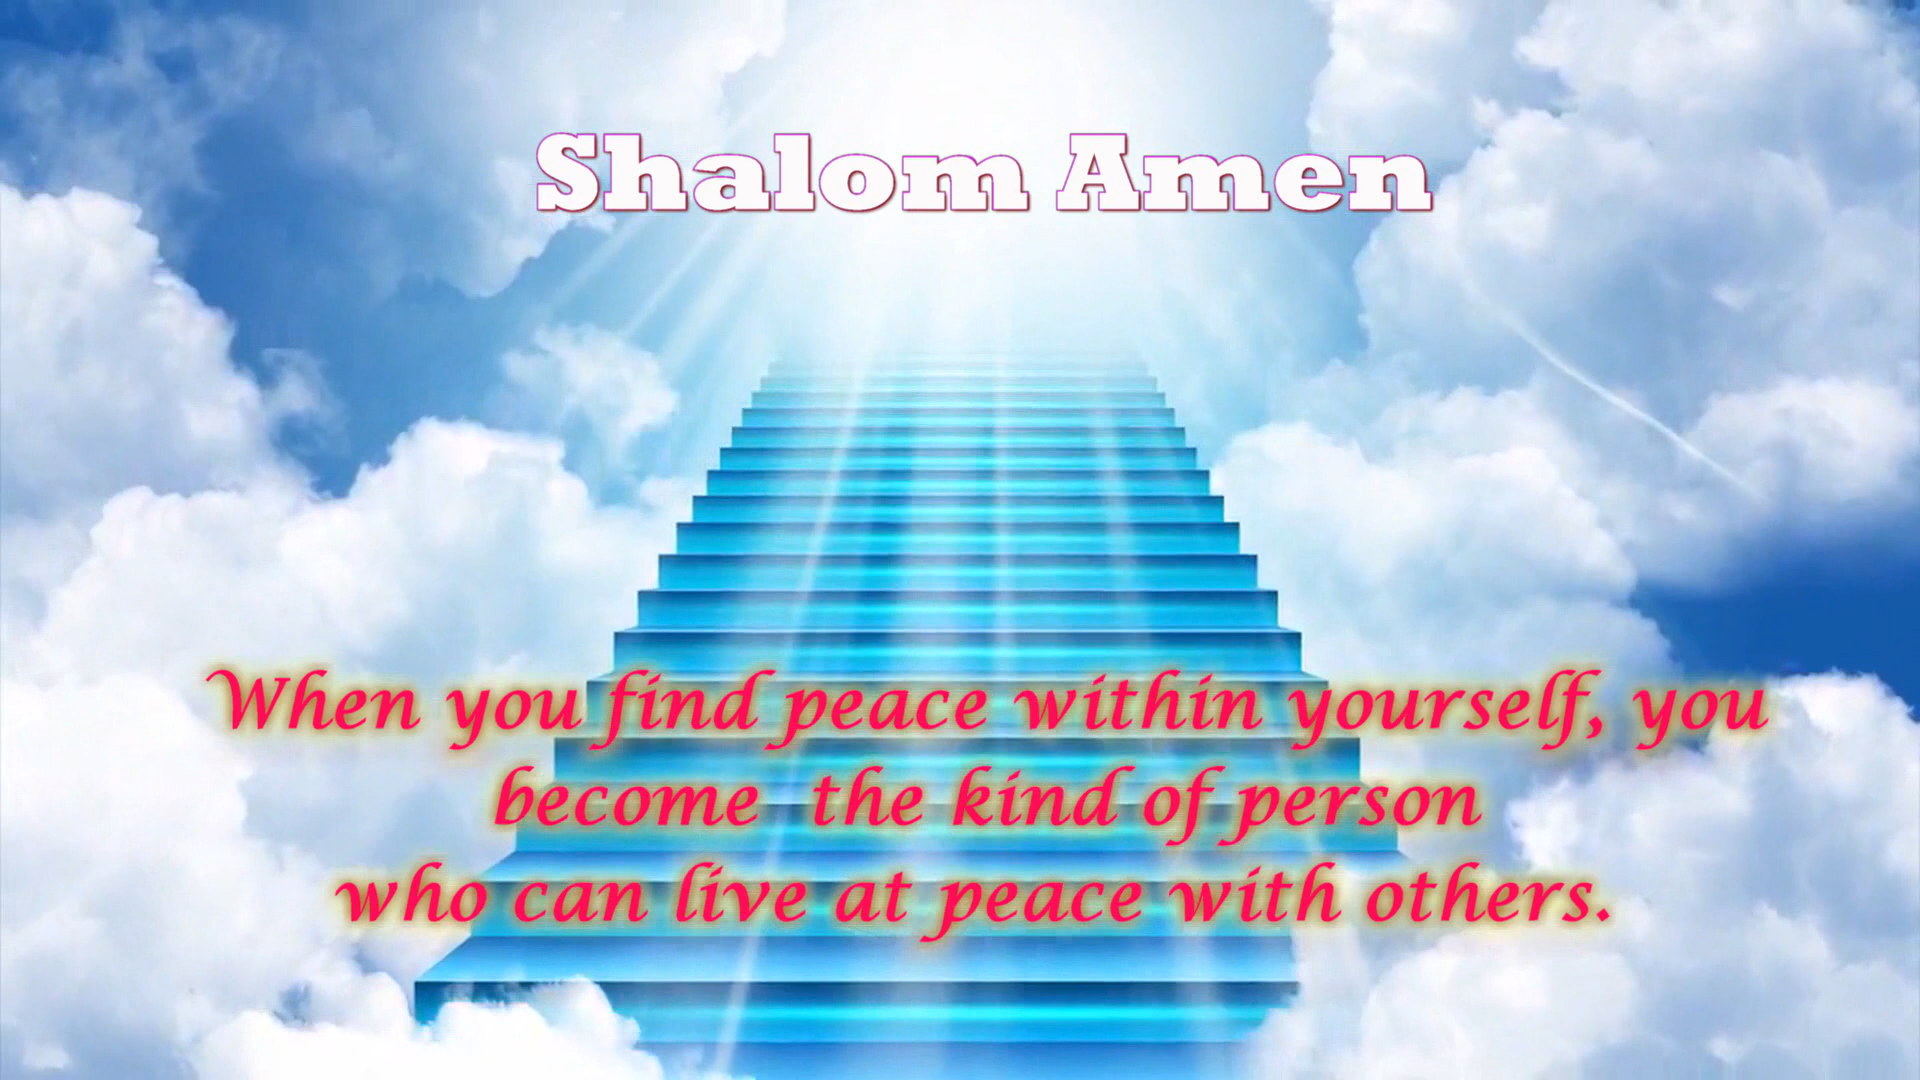 Shalom Amen
When you find peace within yourself, you
become the kind of person
who can live at peace with others.